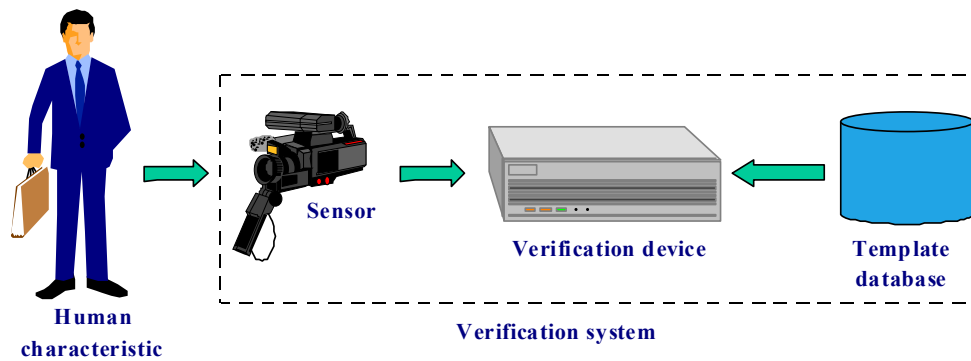 Sensor
Verification device
Template
database
Human
characteristic
Verification system